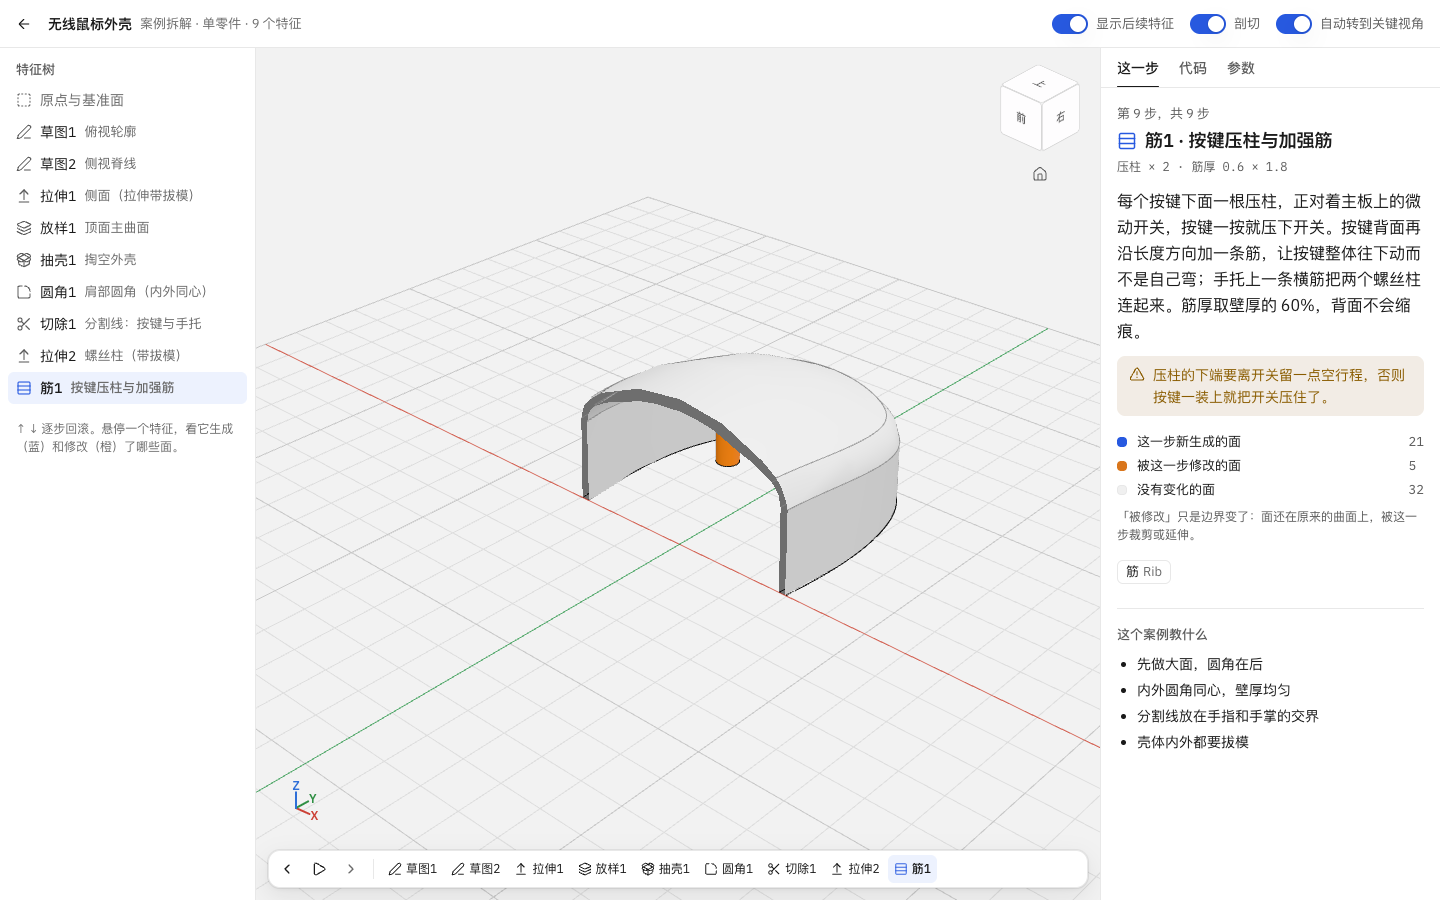 无线鼠标外壳 案例拆解 · 单零件 · 9 个特征
显示后续特征
剖切
自动转到关键视角
特征树
原点与基准面
草图1 俯视轮廓
草图2 侧视脊线
拉伸1 侧面（拉伸带拔模）
放样1 顶面主曲面
抽壳1 掏空外壳
圆角1 肩部圆角（内外同心）
切除1 分割线：按键与手托
拉伸2 螺丝柱（带拔模）
筋1 按键压柱与加强筋
↑ ↓ 逐步回滚。悬停一个特征，看它生成
（蓝）和修改（橙）了哪些面。
上
前
右
Z
Y
X
草图1
草图2
拉伸1
放样1
抽壳1
圆角1
切除1
拉伸2
筋1
这一步
代码
参数
第 9 步，共 9 步
筋1 · 按键压柱与加强筋
压柱 × 2 · 筋厚 0.6 × 1.8
每个按键下面一根压柱，正对着主板上的微
动开关，按键一按就压下开关。按键背面再
沿长度方向加一条筋，让按键整体往下动而
不是自己弯；手托上一条横筋把两个螺丝柱
连起来。筋厚取壁厚的 60%，背面不会缩
痕。
压柱的下端要离开关留一点空行程，否则
按键一装上就把开关压住了。
这一步新生成的面 21
被这一步修改的面 5
没有变化的面 32
「被修改」只是边界变了：面还在原来的曲面上，被这一
步裁剪或延伸。
筋 Rib
这个案例教什么
先做大面，圆角在后
内外圆角同心，壁厚均匀
分割线放在手指和手掌的交界
壳体内外都要拔模